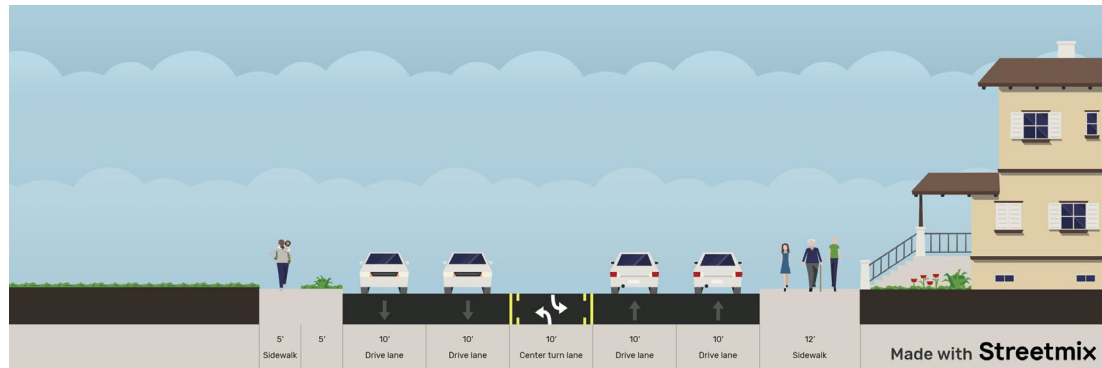 5' 5' 10' 10' 10' 10' 10' 12'
Sidewalk Drive lane Drive lane Center turn lane Drive lane Drive lane Sidewalk
Made with Streetmix